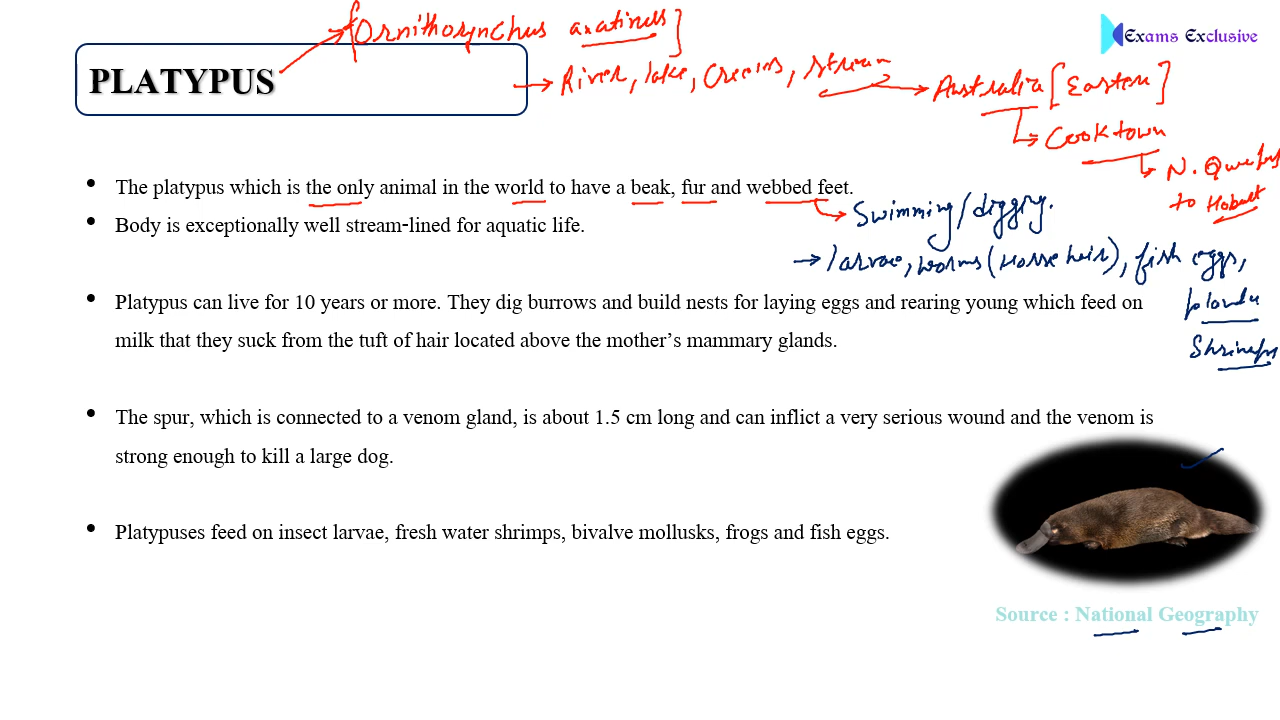 [Ornithorynchus anatinus]
Exams Exclusive
PLATYPUS
→ River, lake, Creeks, stream
→ Australia [Eastern]
→ Cooktown
→ N.
to Hobart
• The platypus which is the only animal in the world to have a beak, fur and webbed feet.
→ Swimming/digging.
• Body is exceptionally well stream-lined for aquatic life.
→ larvae, worms (Horse hair), fish eggs,
Shrimps
• Platypus can live for 10 years or more. They dig burrows and build nests for laying eggs and rearing young which feed on
milk that they suck from the tuft of hair located above the mother's mammary glands.
• The spur, which is connected to a venom gland, is about 1.5 cm long and can inflict a very serious wound and the venom is
strong enough to kill a large dog.
• Platypuses feed on insect larvae, fresh water shrimps, bivalve mollusks, frogs and fish eggs.
Source : National Geography